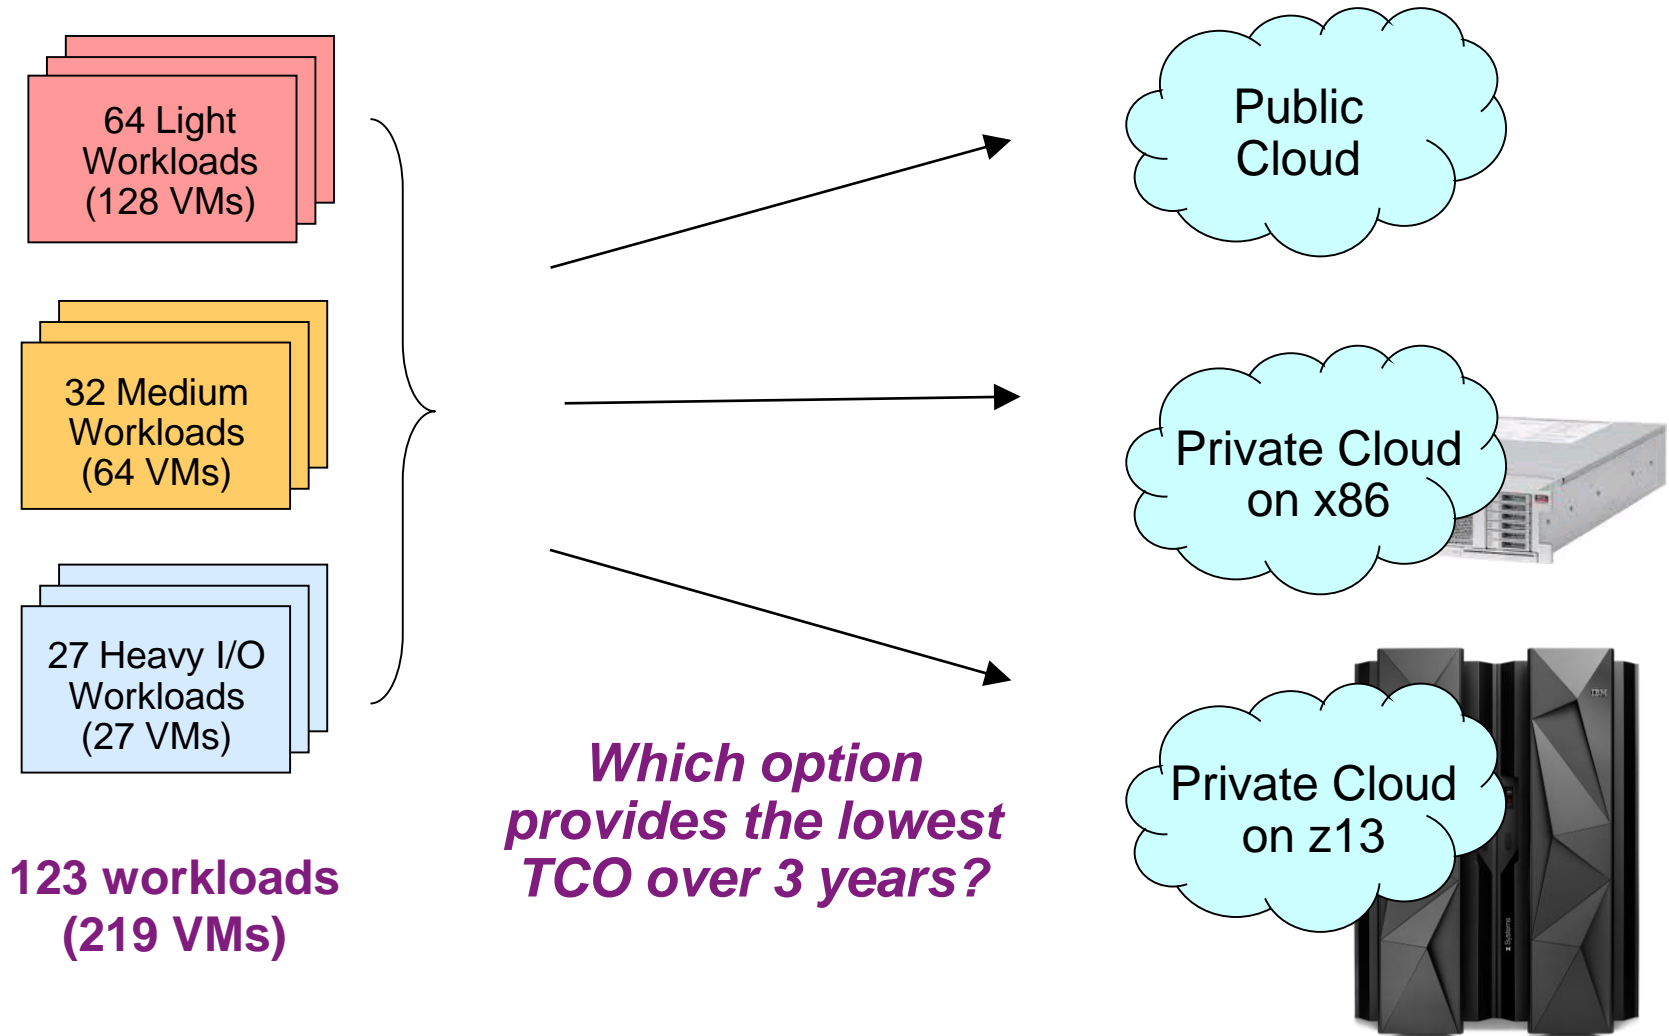 64 Light
Workloads
(128 VMs)
32 Medium
Workloads
(64 VMs)
27 Heavy I/O
Workloads
(27 VMs)
123 workloads
(219 VMs)
Which option
provides the lowest
TCO over 3 years?
Public
Cloud
Private Cloud
on x86
Private Cloud
on z13
IBM
z Systems